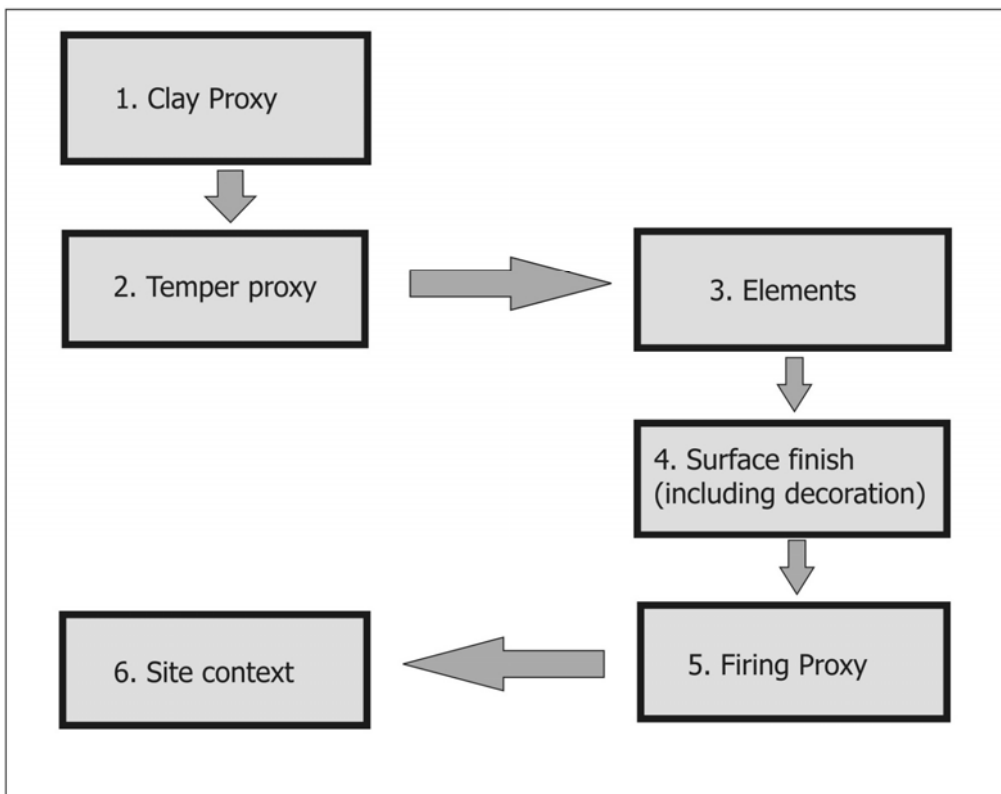 1. Clay Proxy
2. Temper proxy
3. Elements
4. Surface finish
(including decoration)
5. Firing Proxy
6. Site context